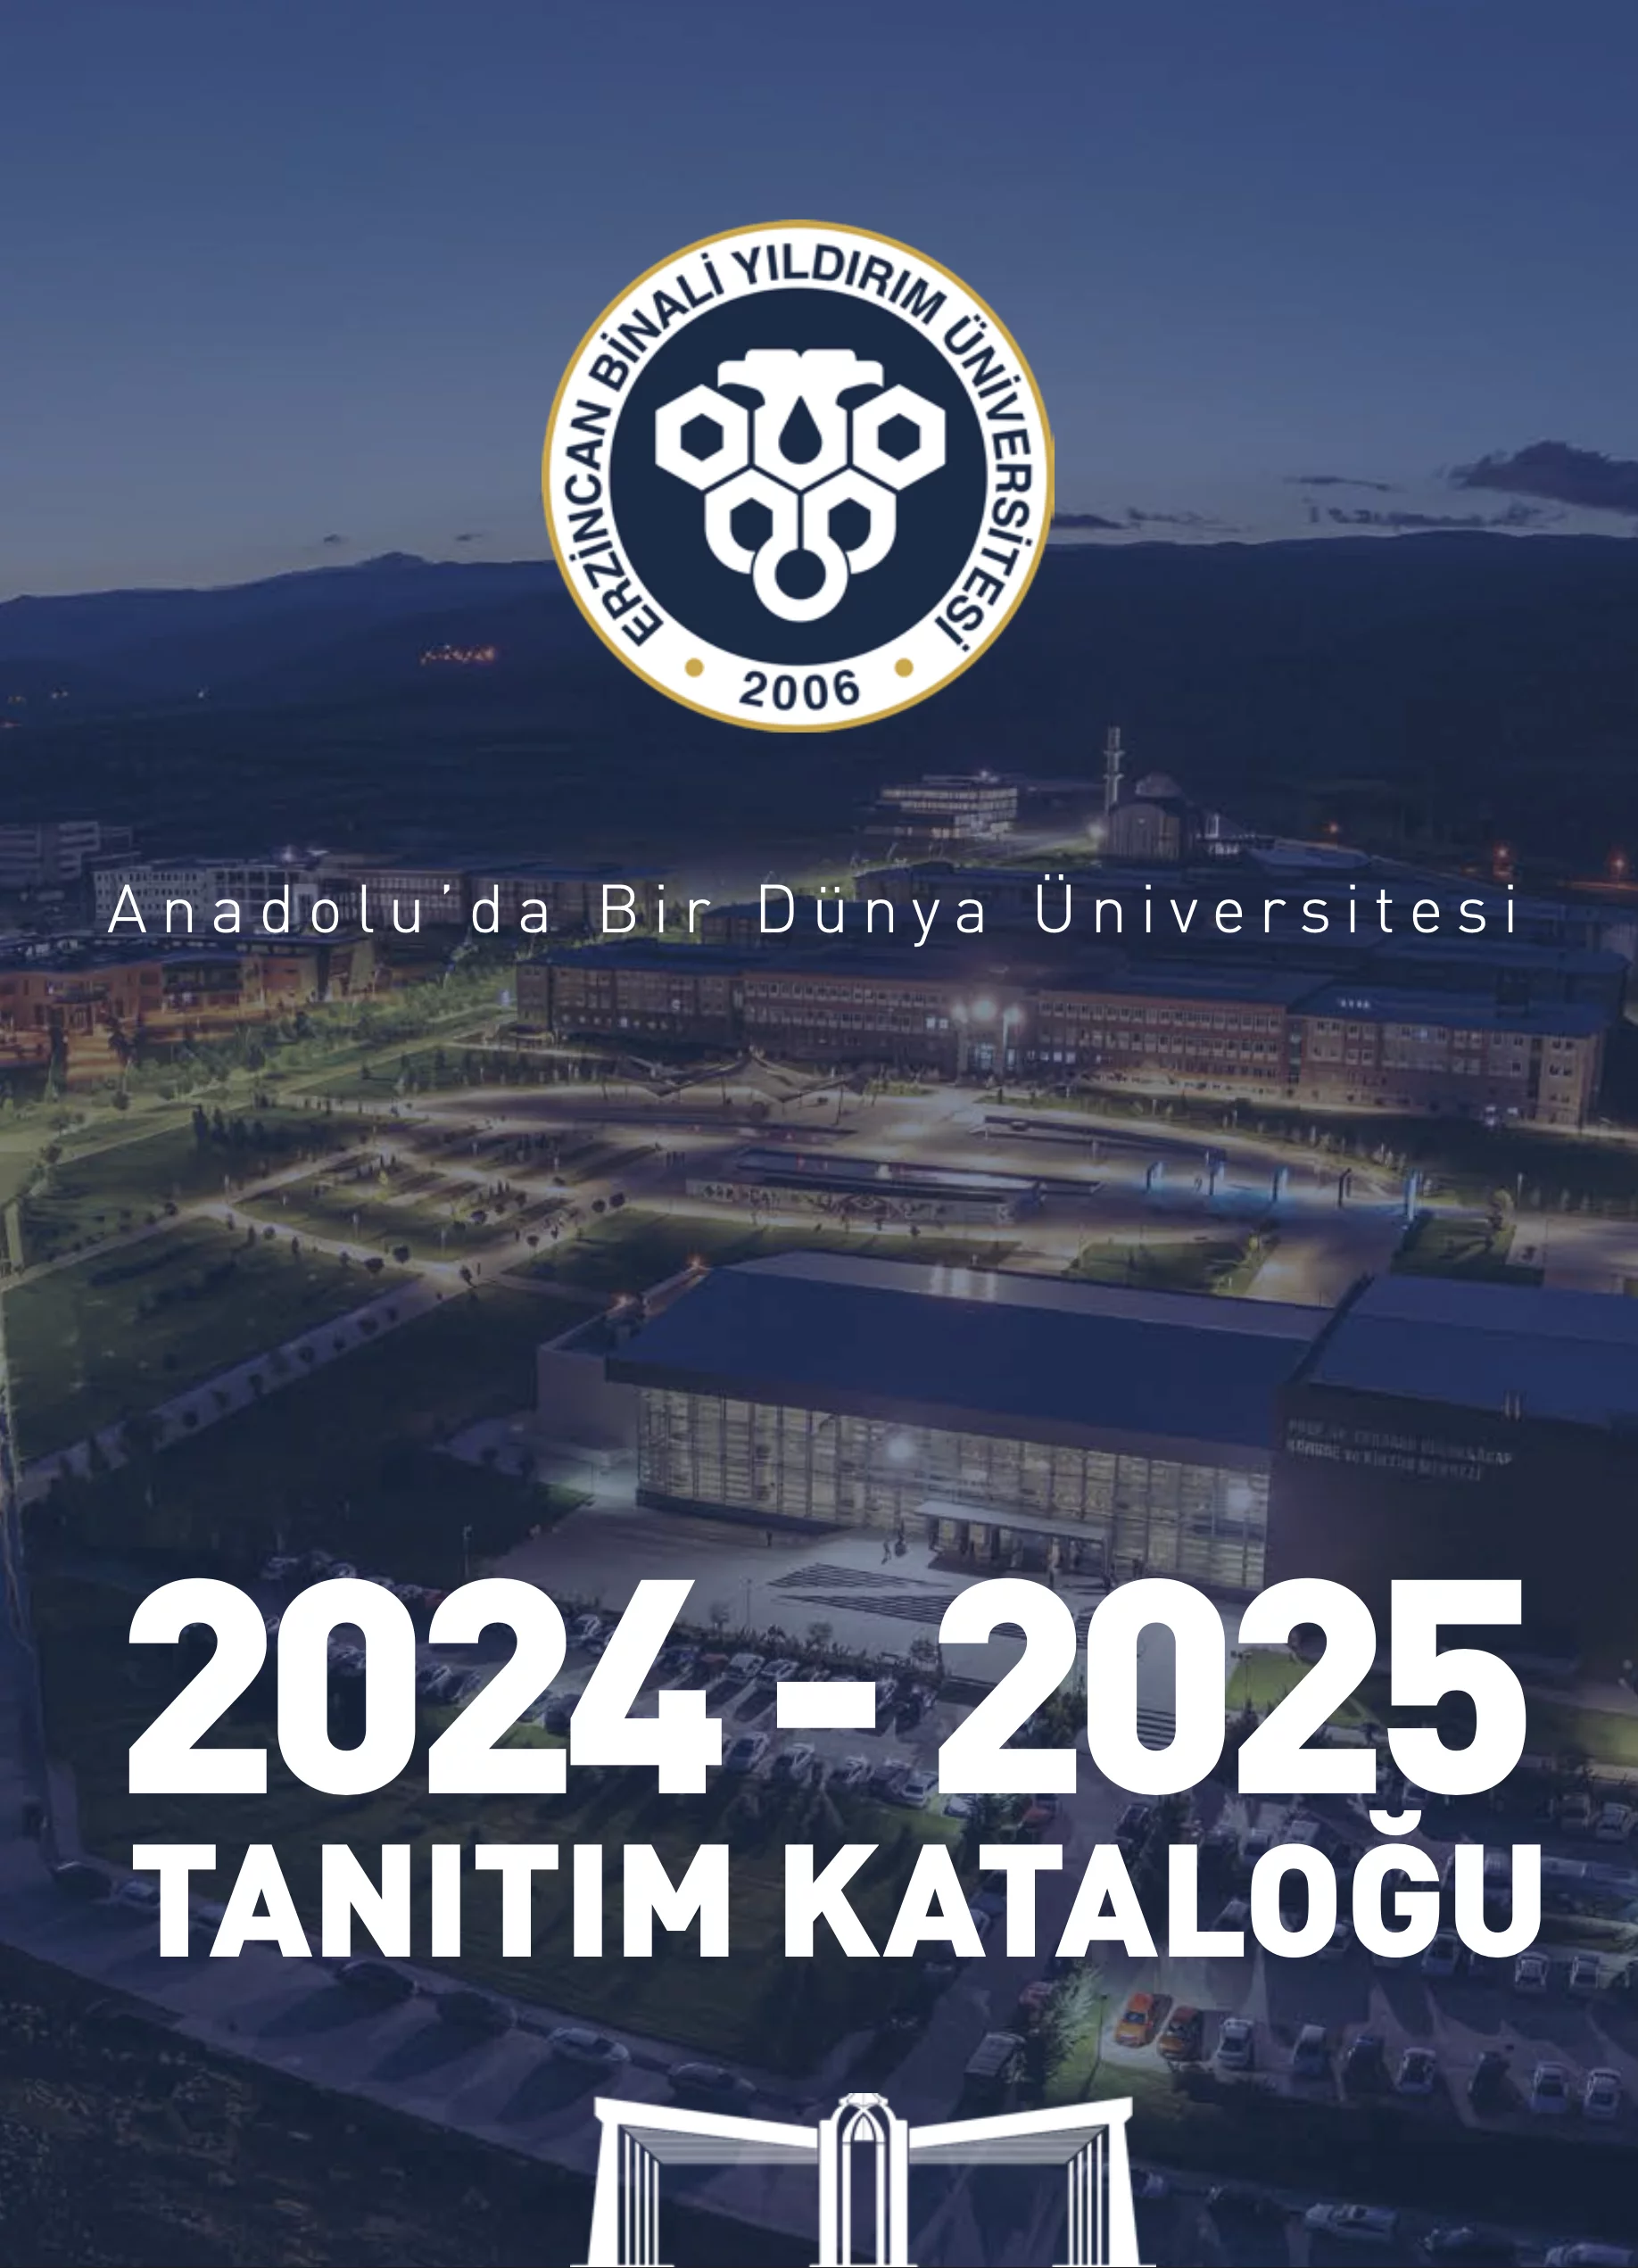 ERZİNCAN BİNALİ YILDIRIM ÜNİVERSİTESİ
2006
Anadolu'da Bir Dünya Üniversitesi
2024 - 2025
TANITIM KATALOĞU